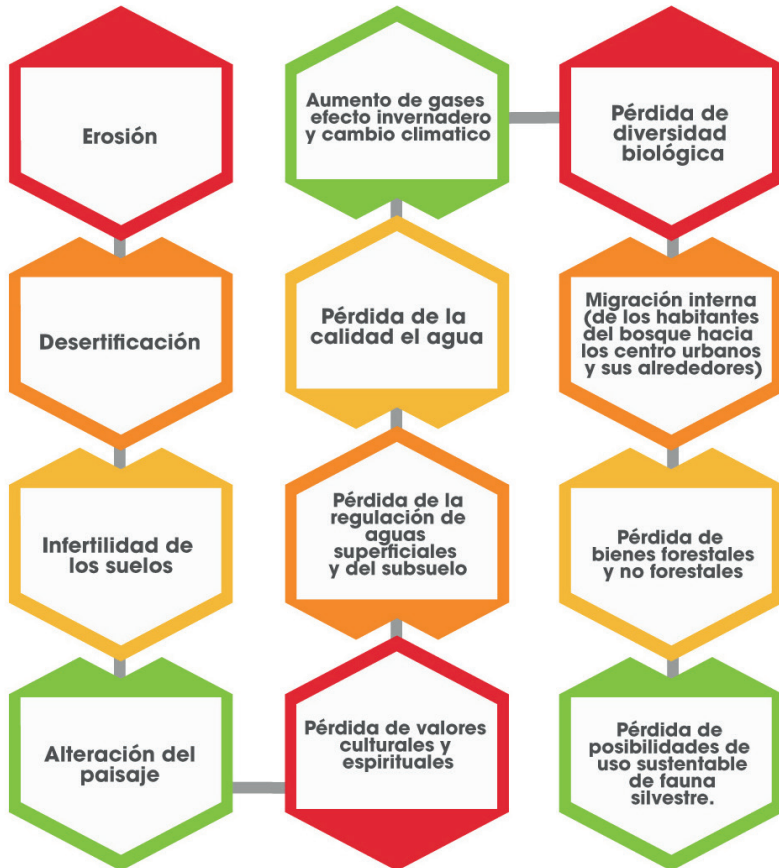 Erosión
Desertificación
Infertilidad de
los suelos
Alteración del
paisaje
Pérdida de valores
culturales y
espirituales
Pérdida de la
regulación de
aguas
superficiales
y del subsuelo
Pérdida de la
calidad el agua
Aumento de gases
efecto invernadero
y cambio climatico
Pérdida de
diversidad
biológica
Migración interna
(de los habitantes
del bosque hacia
los centro urbanos
y sus alrededores)
Pérdida de
bienes forestales
y no forestales
Pérdida de
posibilidades de
uso sustentable
de fauna
silvestre.